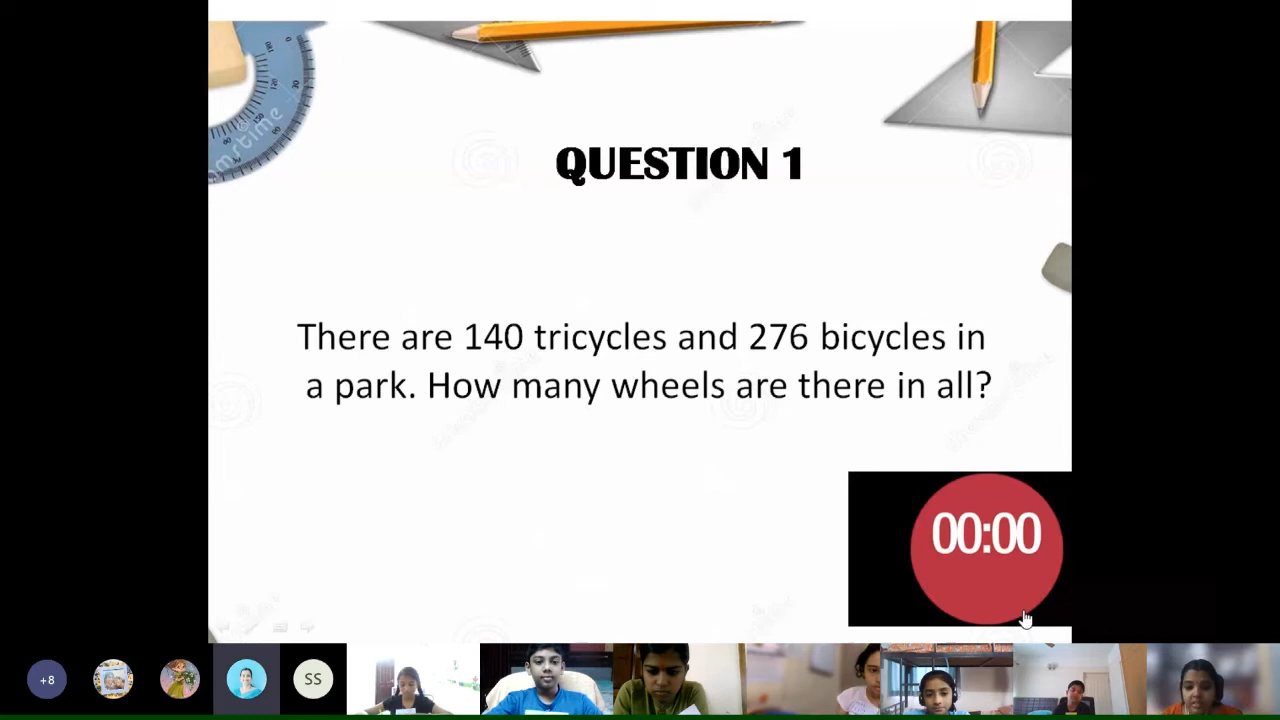 QUESTION 1
There are 140 tricycles and 276 bicycles in
a park. How many wheels are there in all?
00:00
+8
SS